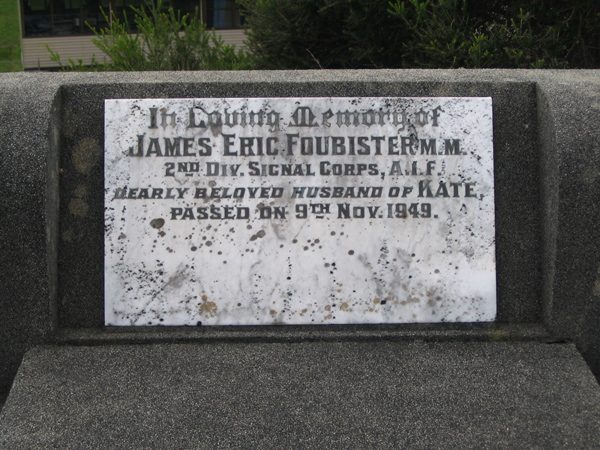 In Loving Memory of
JAMES ERIC FOUBISTER M.M.
2ND DIV. SIGNAL CORPS, A.I.F.
DEARLY BELOVED HUSBAND OF KATE,
PASSED ON 9TH NOV. 1949.